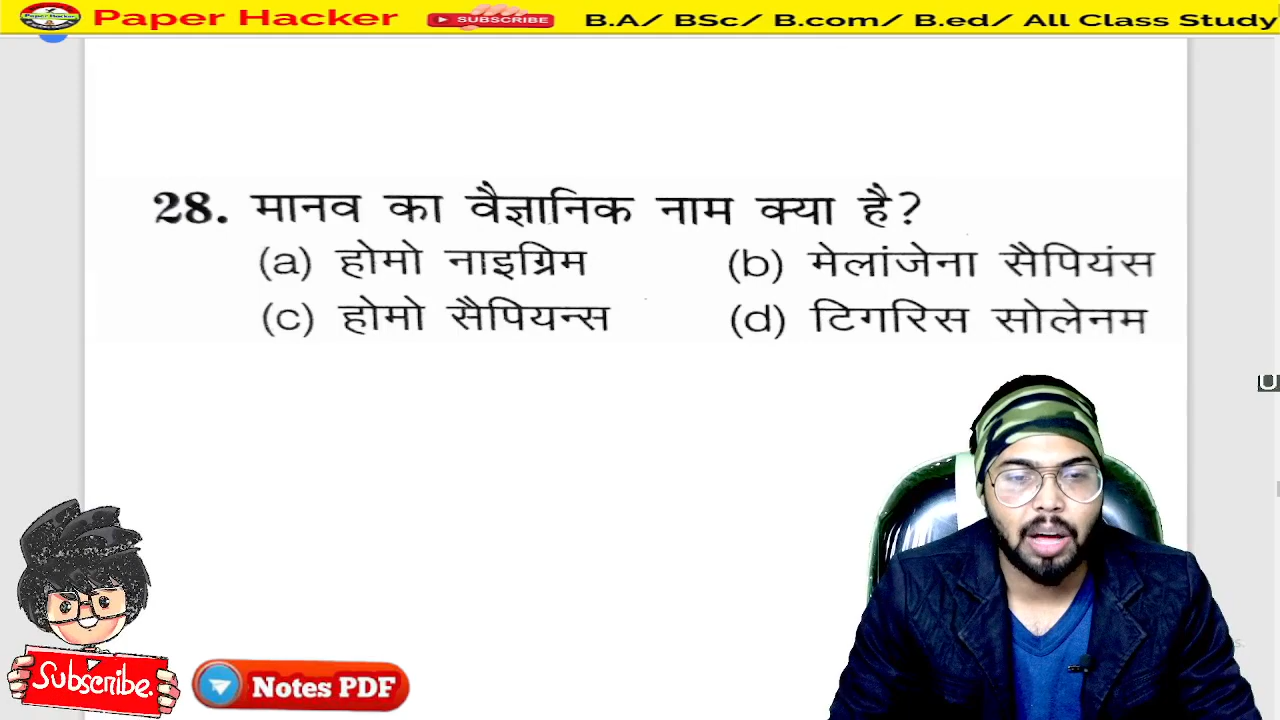 Paper Hacker SUBSCRIBE B.A/ BSc/ B.com/ B.ed/ All Class Study
28. मानव का वैज्ञानिक नाम क्या है?
(a) होमो नाइग्रिम (b) मेलांजेना सैपियंस
(c) होमो सैपियन्स (d) टिगरिस सोलेनम
U
Subscribe.
Notes PDF